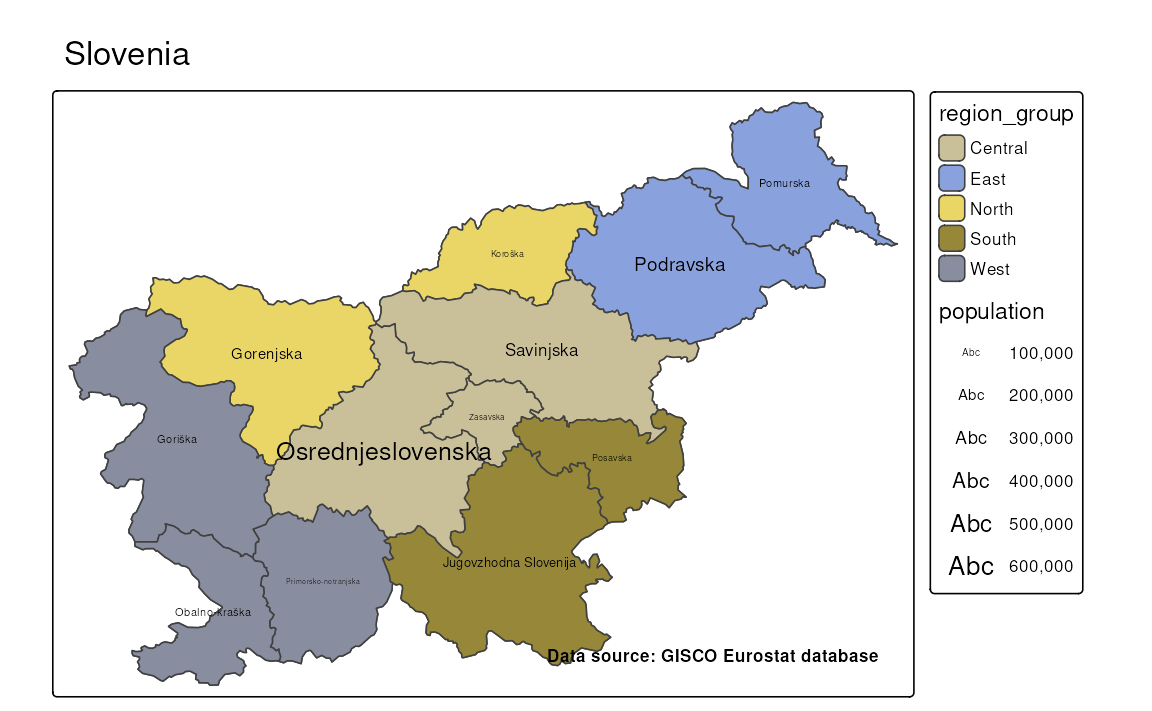 Slovenia
Pomurska
Koroška
Podravska
Gorenjska
Savinjska
Zasavska
Goriška
Osrednjeslovenska
Posavska
Jugovzhodna Slovenija
Primorsko-notranjska
Obalno-kraška
Data source: GISCO Eurostat database
region_group
Central
East
North
South
West
population
Abc 100,000
Abc 200,000
Abc 300,000
Abc 400,000
Abc 500,000
Abc 600,000